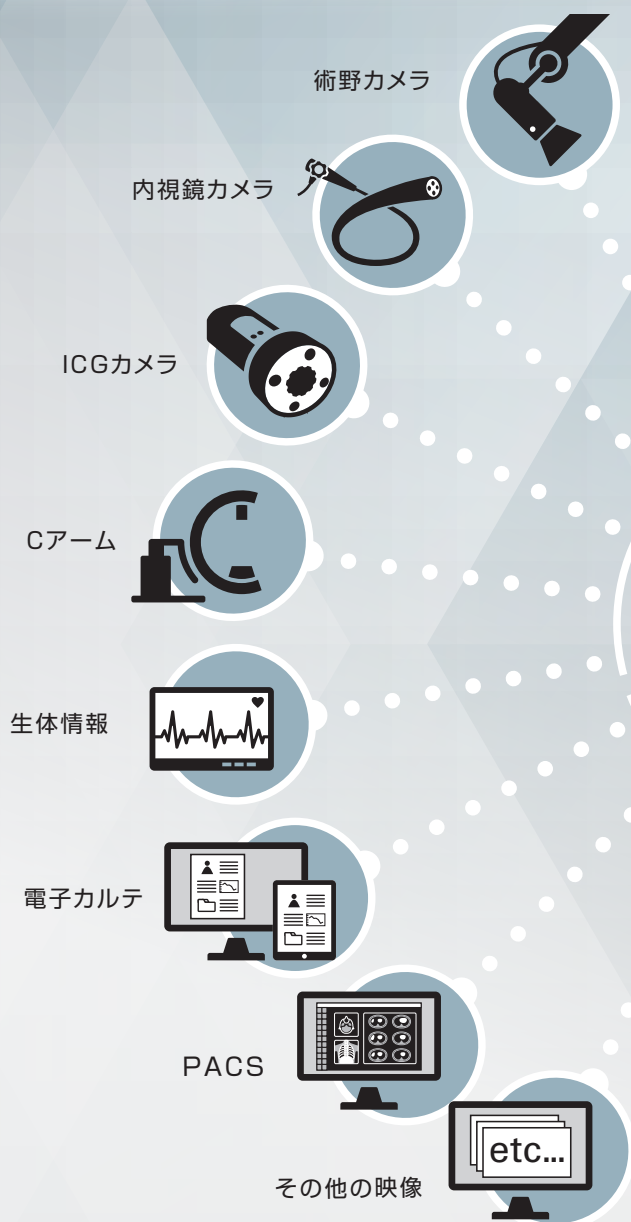 術野カメラ
内視鏡カメラ
ICGカメラ
Cアーム
生体情報
電子カルテ
PACS
etc...
その他の映像